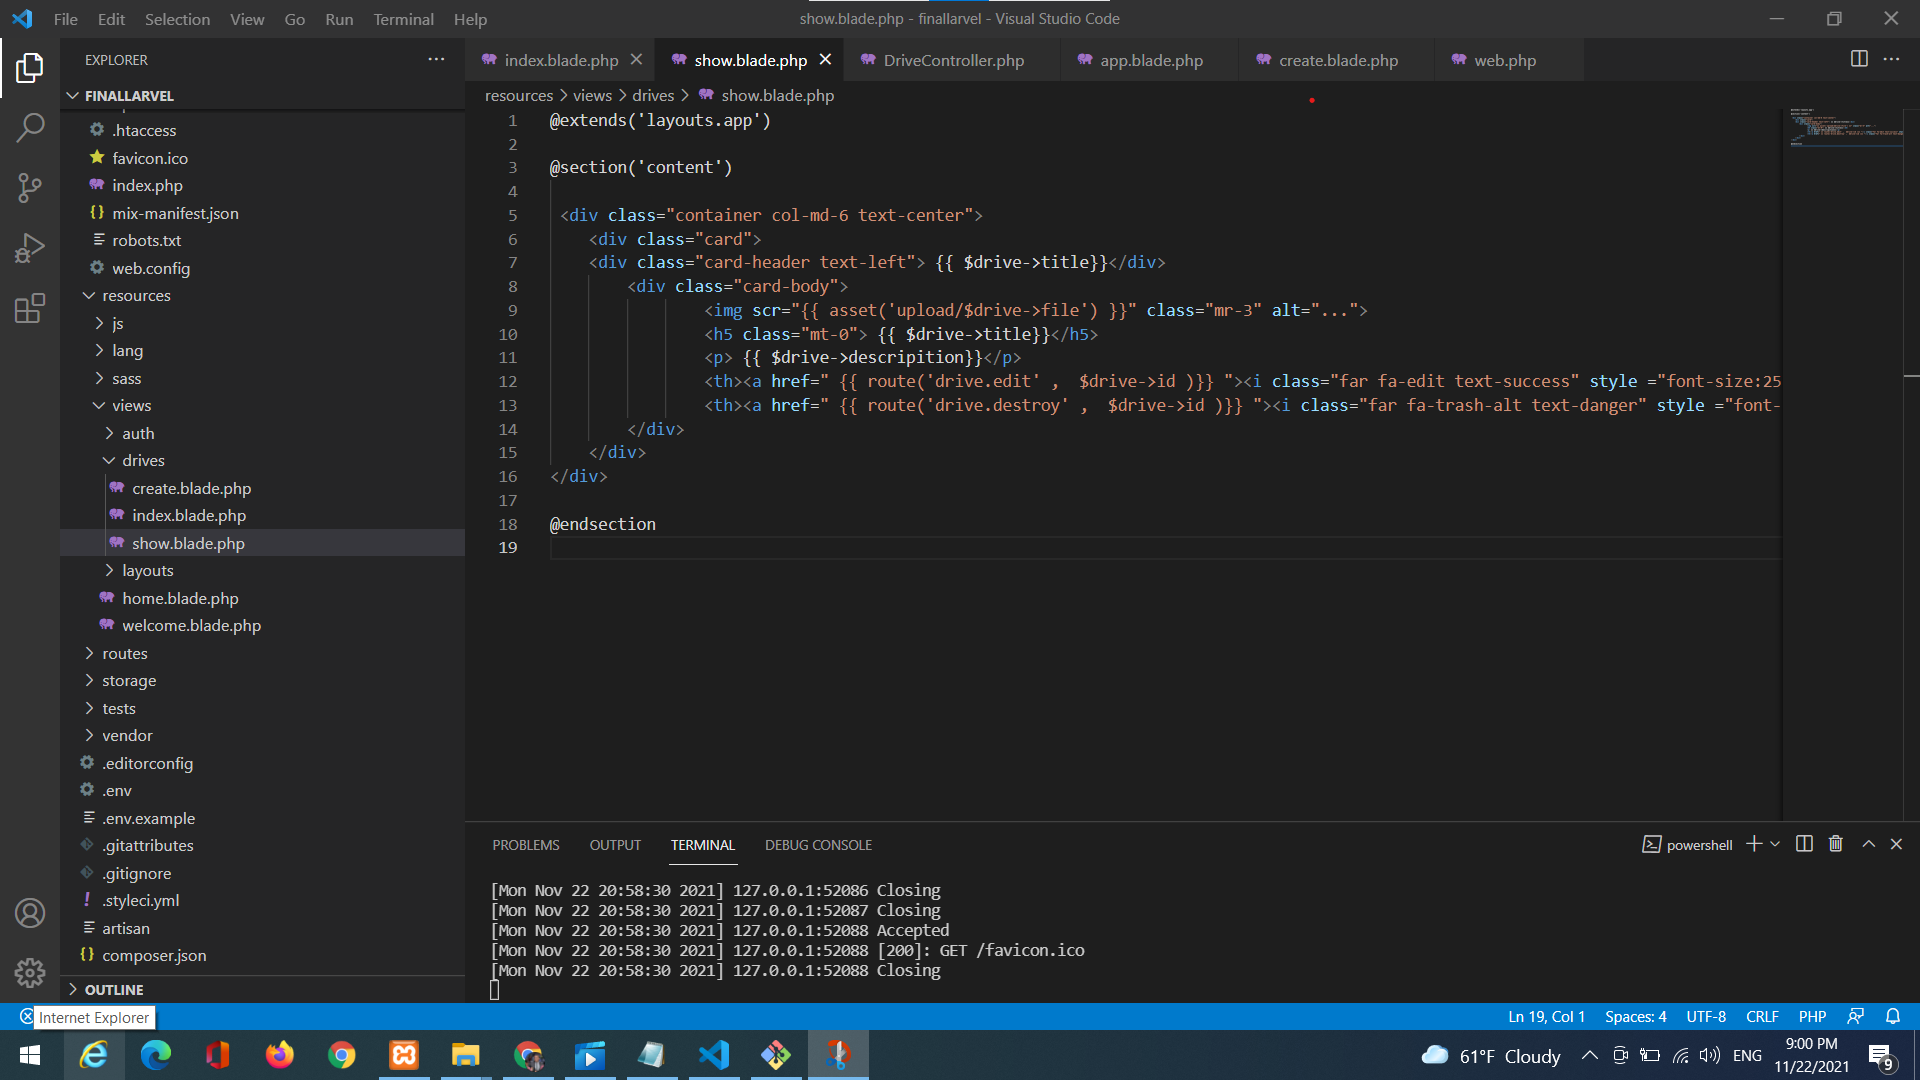 File Edit Selection View Go Run Terminal Help
show.blade.php - finallarvel - Visual Studio Code
EXPLORER
FINALLARVEL
.htaccess
favicon.ico
index.php
mix-manifest.json
robots.txt
web.config
resources
js
lang
sass
views
auth
drives
create.blade.php
index.blade.php
show.blade.php
layouts
home.blade.php
welcome.blade.php
routes
storage
tests
vendor
.editorconfig
.env
.env.example
.gitattributes
.gitignore
.styleci.yml
artisan
composer.json
OUTLINE
index.blade.php show.blade.php DriveController.php app.blade.php create.blade.php web.php
resources > views > drives > show.blade.php
1 @extends('layouts.app')
2
3 @section('content')
4
5 <div class="container col-md-6 text-center">
6 <div class="card">
7 <div class="card-header text-left"> {{ $drive->title}}</div>
8 <div class="card-body">
9 <img scr="{{ asset('upload/$drive->file') }}" class="mr-3" alt="...">
10 <h5 class="mt-0"> {{ $drive->title}}</h5>
11 <p> {{ $drive->descripition}}</p>
12 <th><a href=" {{ route('drive.edit' ,  $drive->id )}} "><i class="far fa-edit text-success" style ="font-size:25
13 <th><a href=" {{ route('drive.destroy' ,  $drive->id )}} "><i class="far fa-trash-alt text-danger" style ="font-
14 </div>
15 </div>
16 </div>
17
18 @endsection
19
PROBLEMS OUTPUT TERMINAL DEBUG CONSOLE
powershell
[Mon Nov 22 20:58:30 2021] 127.0.0.1:52086 Closing
[Mon Nov 22 20:58:30 2021] 127.0.0.1:52087 Closing
[Mon Nov 22 20:58:30 2021] 127.0.0.1:52088 Accepted
[Mon Nov 22 20:58:30 2021] 127.0.0.1:52088 [200]: GET /favicon.ico
[Mon Nov 22 20:58:30 2021] 127.0.0.1:52088 Closing
Internet Explorer
Ln 19, Col 1 Spaces: 4 UTF-8 CRLF PHP
61°F Cloudy ENG
9:00 PM
11/22/2021
9